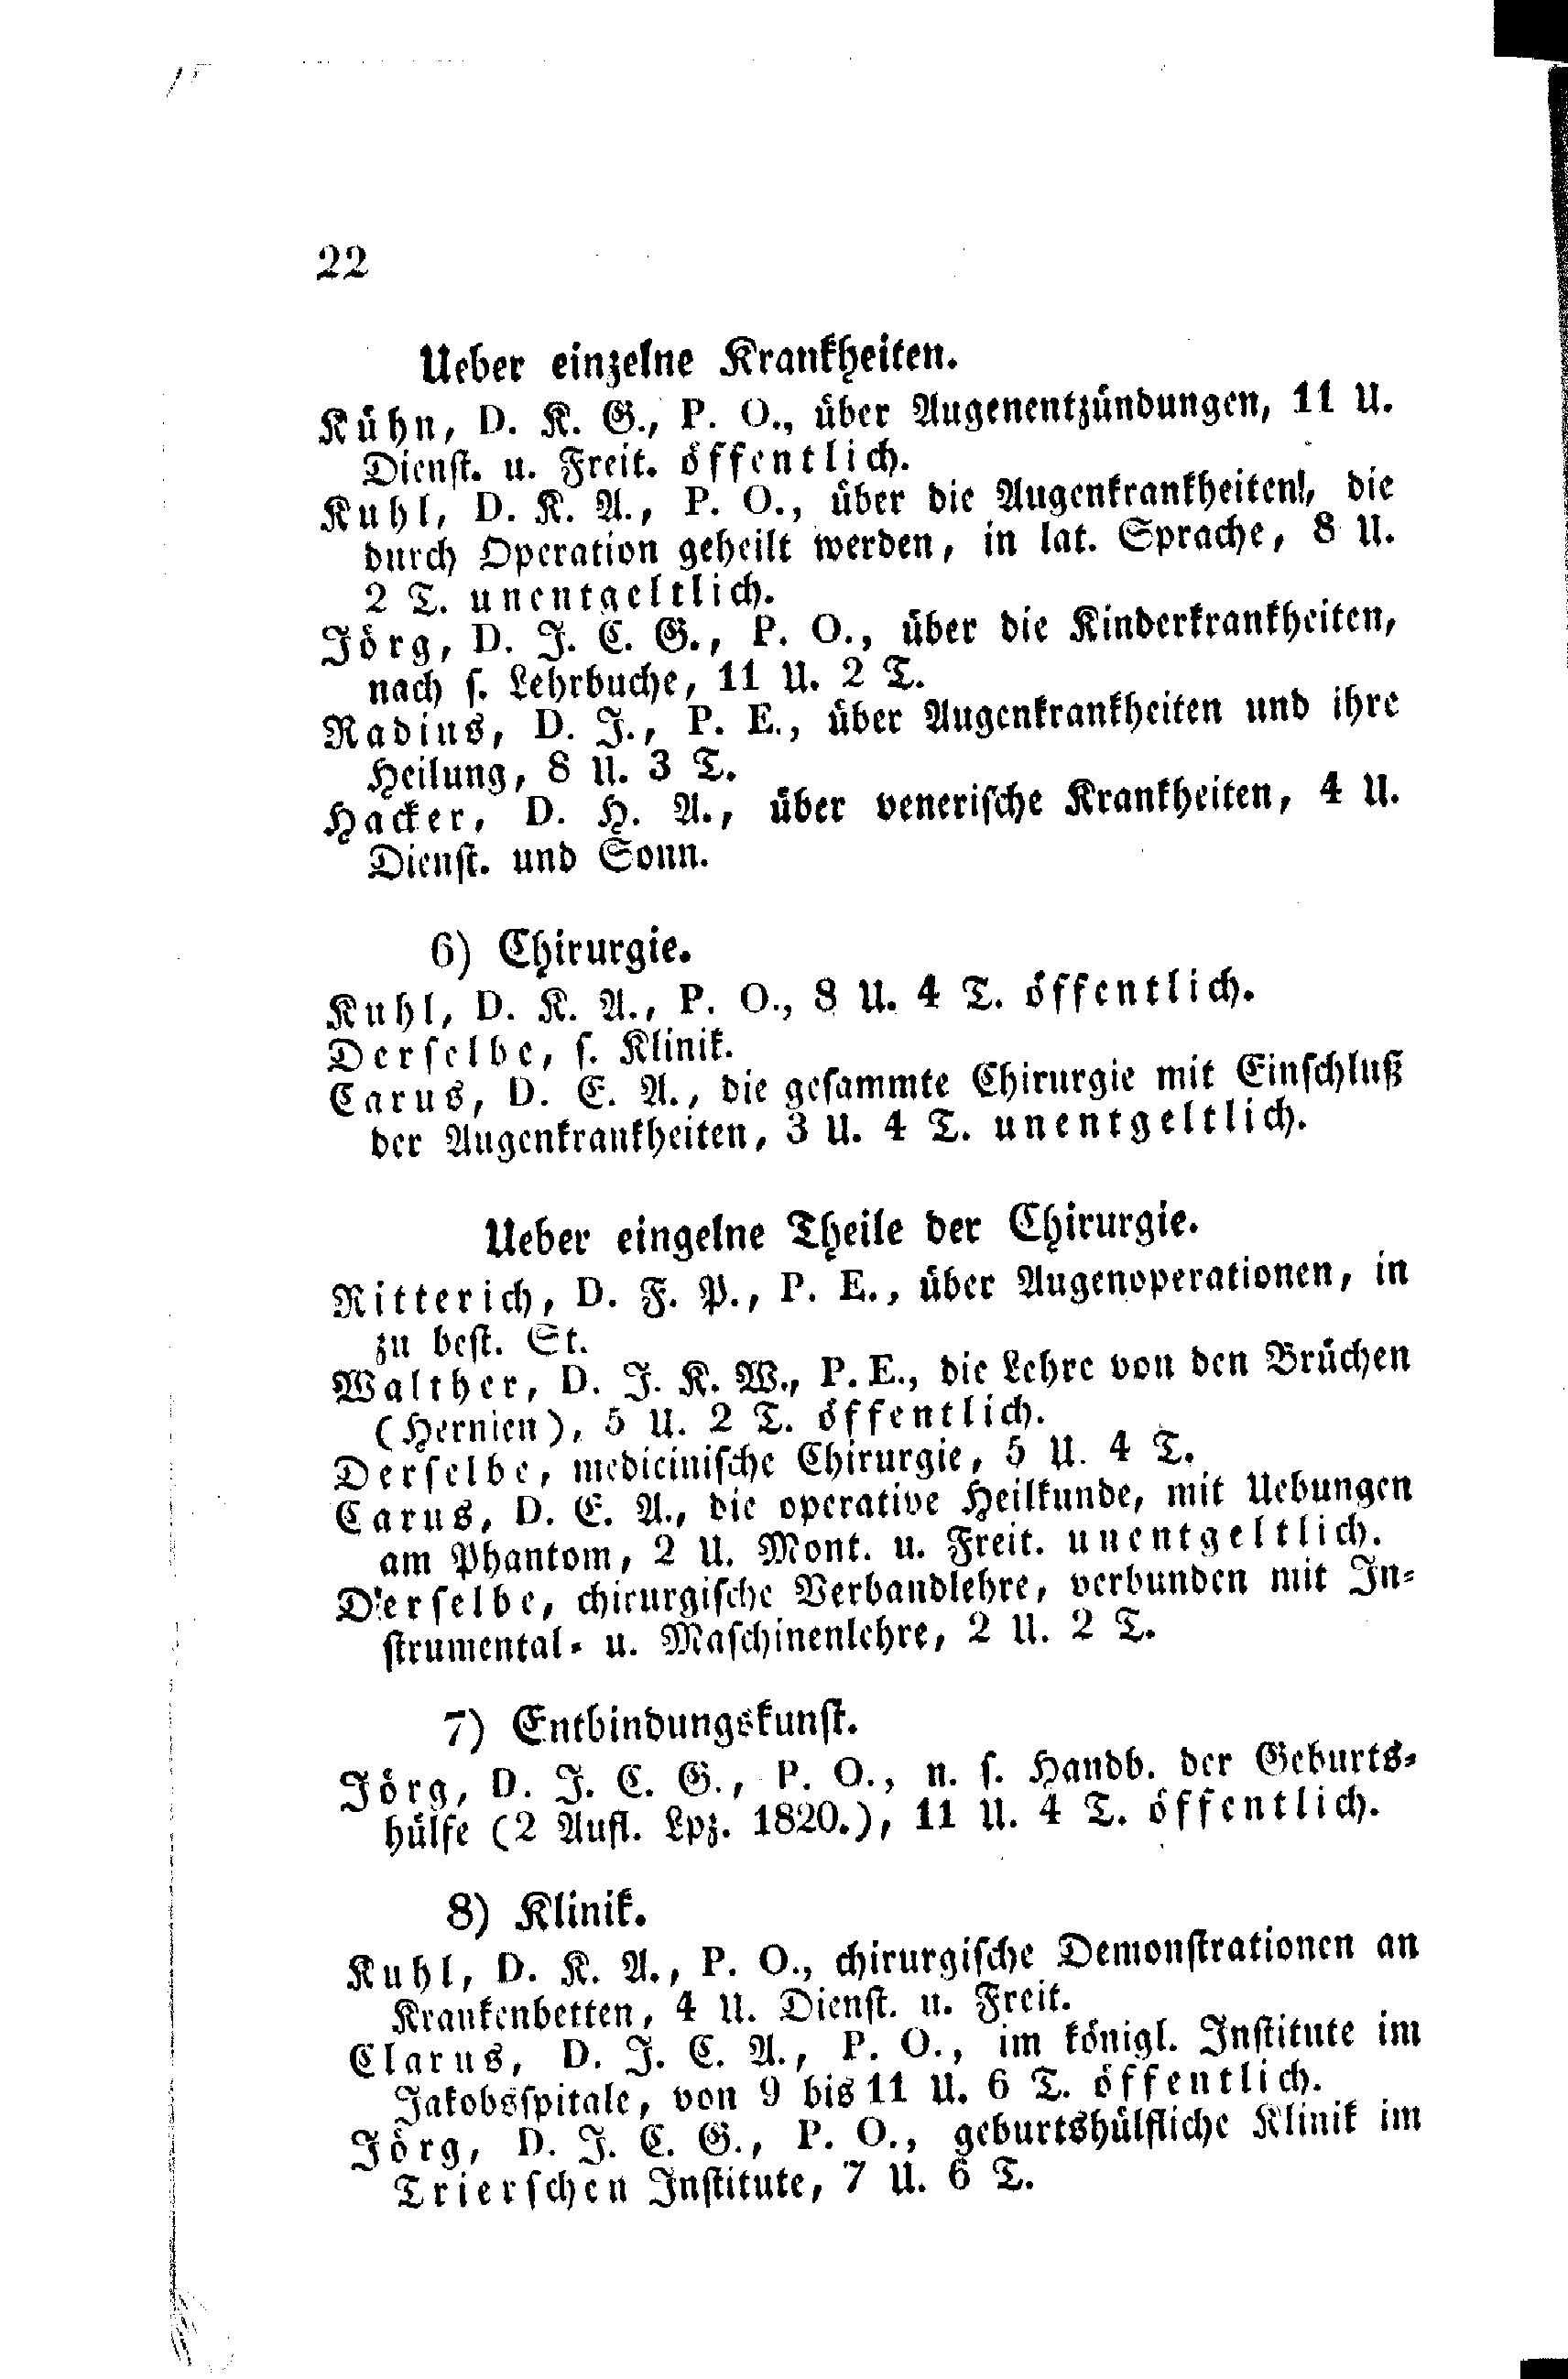 22
Ueber einzelne Krankheiten.
Kühn, D. K. G., P. O., über Augenentzündungen, 11 U.
Dienst. u. Freit. öffentlich.
Kuhl, D. K. A., P. O., über die Augenkrankheiten, die
durch Operation geheilt werden, in lat. Sprache, 8 U.
2 T. unentgeltlich.
Jörg, D. J. C. G., P. O., über die Kinderkrankheiten,
nach s. Lehrbuche, 11 U. 2 T.
Radius, D. J., P. E., über Augenkrankheiten und ihre
Heilung, 8 U. 3 T.
Hacker, D. H. A., über venerische Krankheiten, 4 U.
Dienst. und Sonn.
6) Chirurgie.
Kuhl, D. K. A., P. O., 8 U. 4 T. öffentlich.
Derselbe, s. Klinik.
Carus, D. E. A., die gesammte Chirurgie mit Einschluß
der Augenkrankheiten, 3 U. 4 T. unentgeltlich.
Ueber eingelne Theile der Chirurgie.
Ritterich, D. F. P., P. E., über Augenoperationen, in
zu best. St.
Walther, D. J. K. W., P. E., die Lehre von den Brüchen
(Hernien), 5 U. 2 T. öffentlich.
Derselbe, medicinische Chirurgie, 5 U. 4 T.
Carus, D. E. A., die operative Heilkunde, mit Uebungen
am Phantom, 2 U. Mont. u. Freit. unentgeltlich.
Derselbe, chirurgische Verbandlehre, verbunden mit In-
strumental- u. Maschinenlehre, 2 U. 2 T.
7) Entbindungskunst.
Jörg, D. J. C. G., P. O., n. s. Handb. der Geburts-
hülfe (2 Aufl. Lpz. 1820.), 11 U. 4 T. öffentlich.
8) Klinik.
Kuhl, D. K. A., P. O., chirurgische Demonstrationen an
Krankenbetten, 4 U. Dienst. u. Freit.
Clarus, D. J. C. A., P. O., im königl. Institute im
Jakobsspitale, von 9 bis 11 U. 6 T. öffentlich.
Jörg, D. J. C. G., P. O., geburtshülfliche Klinik im
Trierschen Institute, 7 U. 6 T.